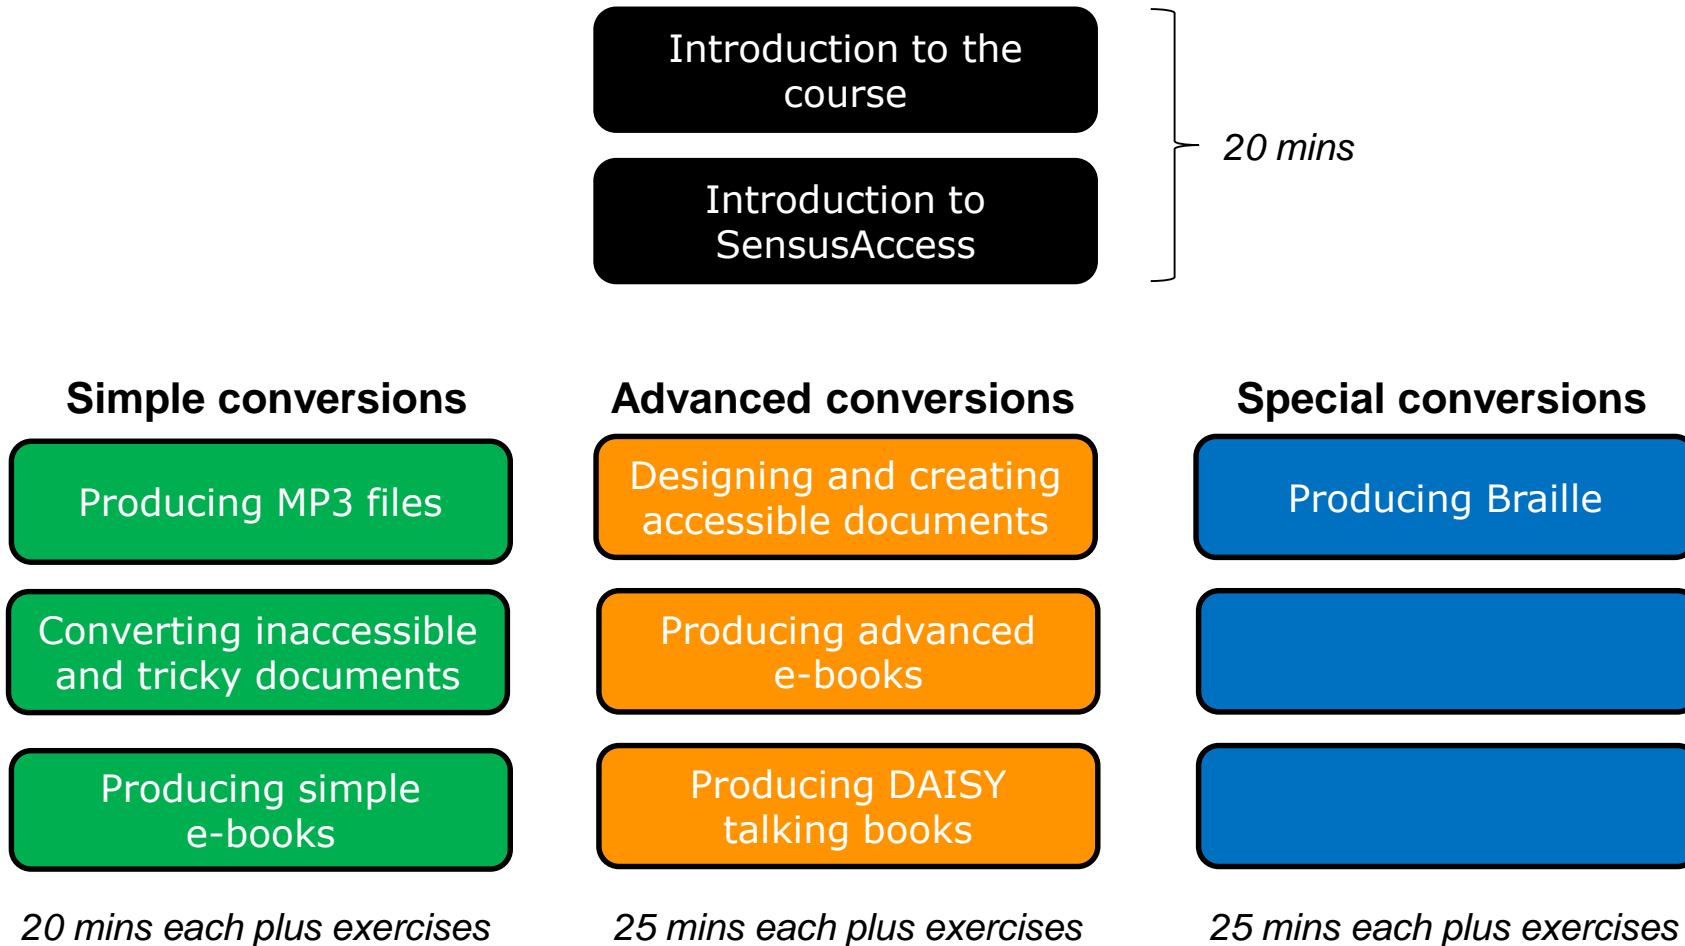 Introduction to the
course
20 mins
Introduction to
SensusAccess
Simple conversions
Producing MP3 files
Converting inaccessible
and tricky documents
Producing simple
e-books
20 mins each plus exercises
Advanced conversions
Designing and creating
accessible documents
Producing advanced
e-books
Producing DAISY
talking books
25 mins each plus exercises
Special conversions
Producing Braille
25 mins each plus exercises